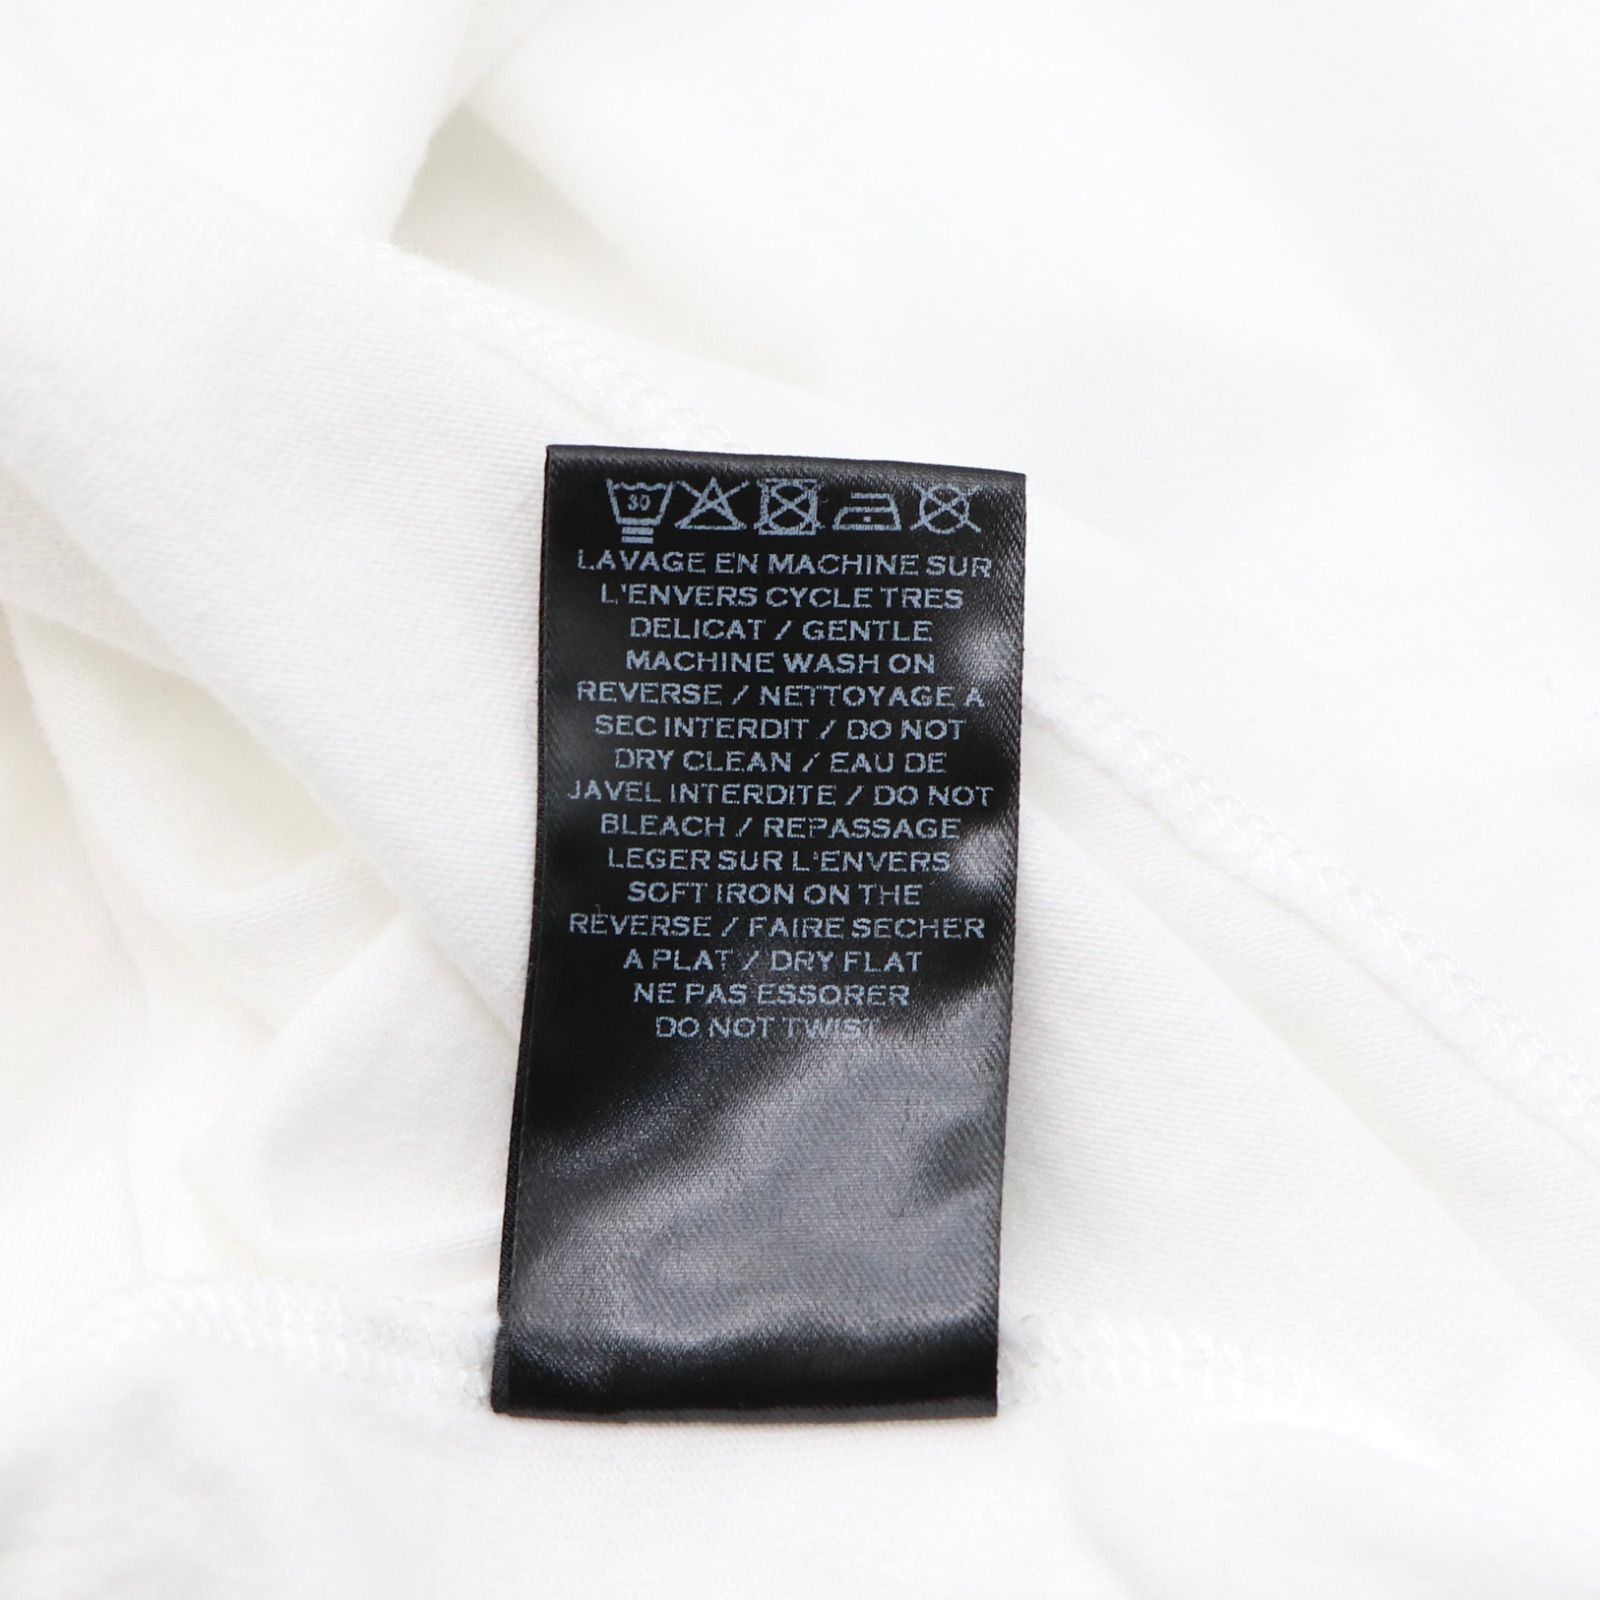 30
LAVAGE EN MACHINE SUR
L'ENVERS CYCLE TRES
DELICAT / GENTLE
MACHINE WASH ON
REVERSE / NETTOYAGE A
SEC INTERDIT / DO NOT
DRY CLEAN / EAU DE
JAVEL INTERDITE / DO NOT
BLEACH / REPASSAGE
LEGER SUR L'ENVERS
SOFT IRON ON THE
REVERSE / FAIRE SECHER
A PLAT / DRY FLAT
NE PAS ESSORER
DO NOT TWIST